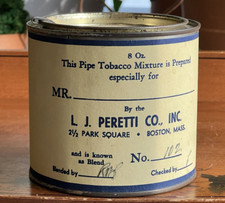 8 Oz.
This Pipe Tobacco Mixture is Prepared
especially for
MR.
By the
L. J. PERETTI CO., INC.
2½ PARK SQUARE • BOSTON, MASS.
and is known
as Blend
No.
Blended by
Checked by